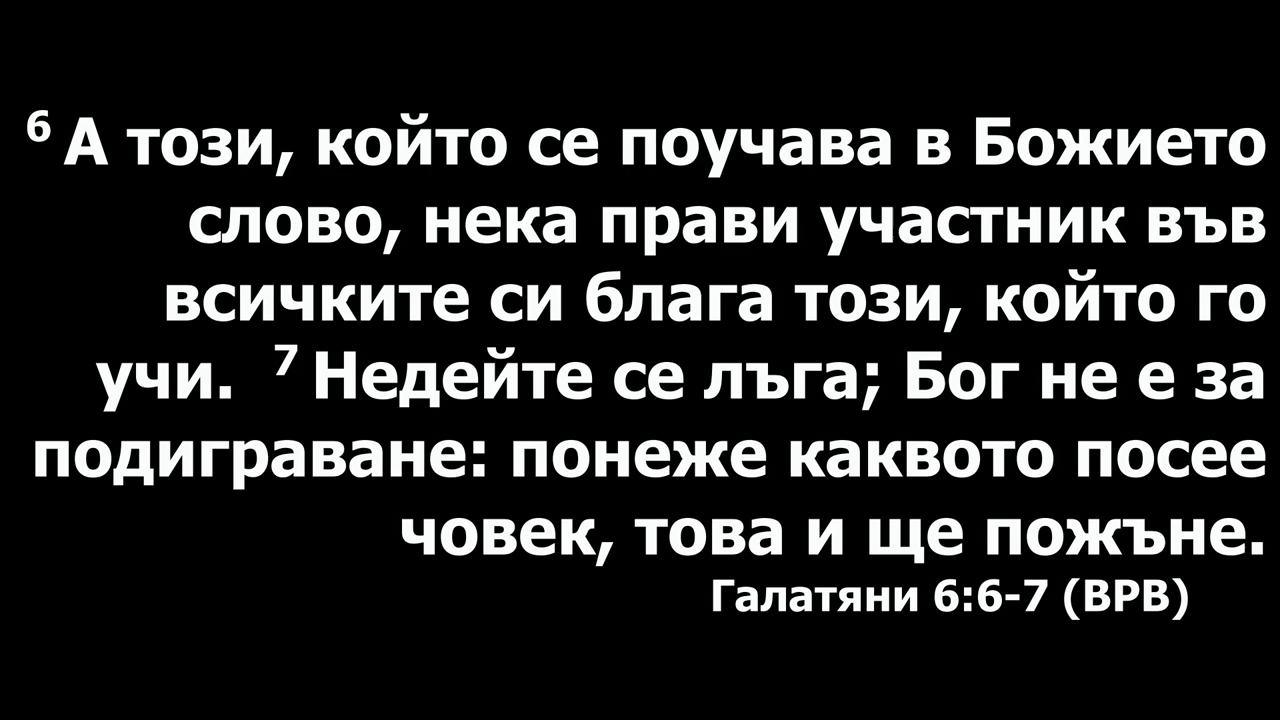 6 А този, който се поучава в Божието
слово, нека прави участник във
всичките си блага този, който го
учи. 7 Недейте се лъга; Бог не е за
подиграване: понеже каквото посее
човек, това и ще пожъне.
Галатяни 6:6-7 (ВРВ)